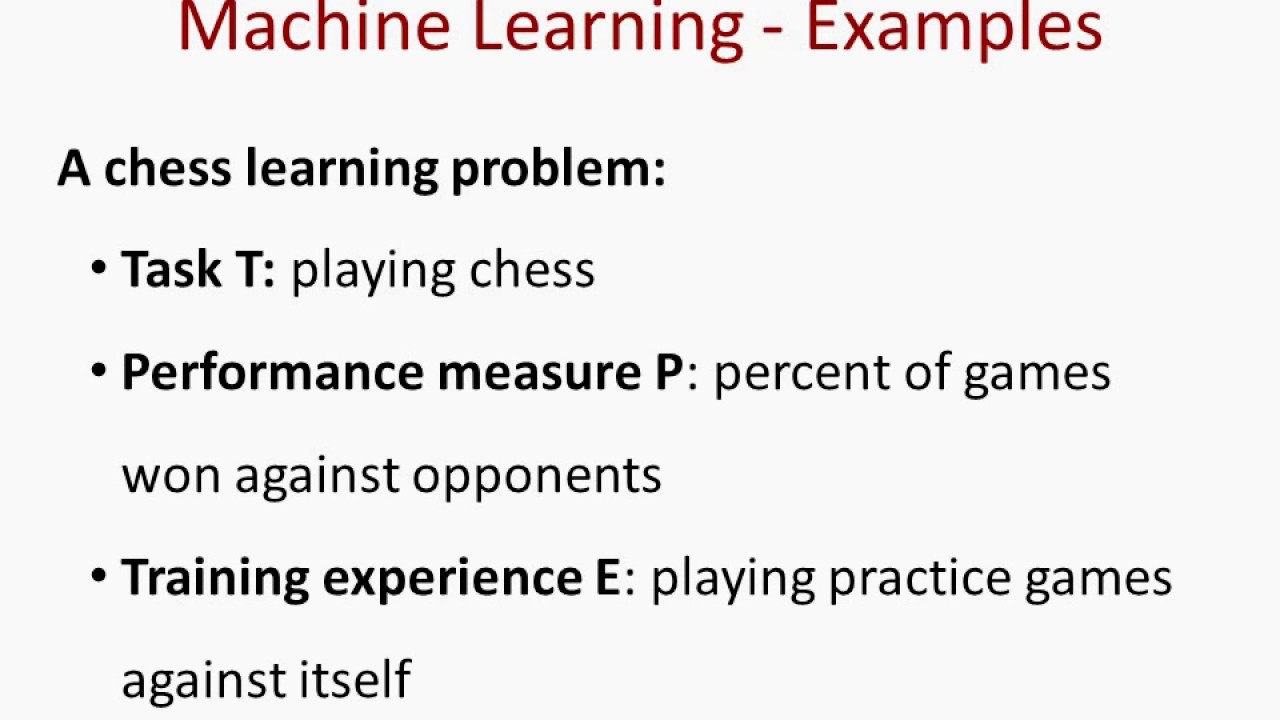 Machine Learning - Examples
A chess learning problem:
• Task T: playing chess
• Performance measure P: percent of games
won against opponents
• Training experience E: playing practice games
against itself